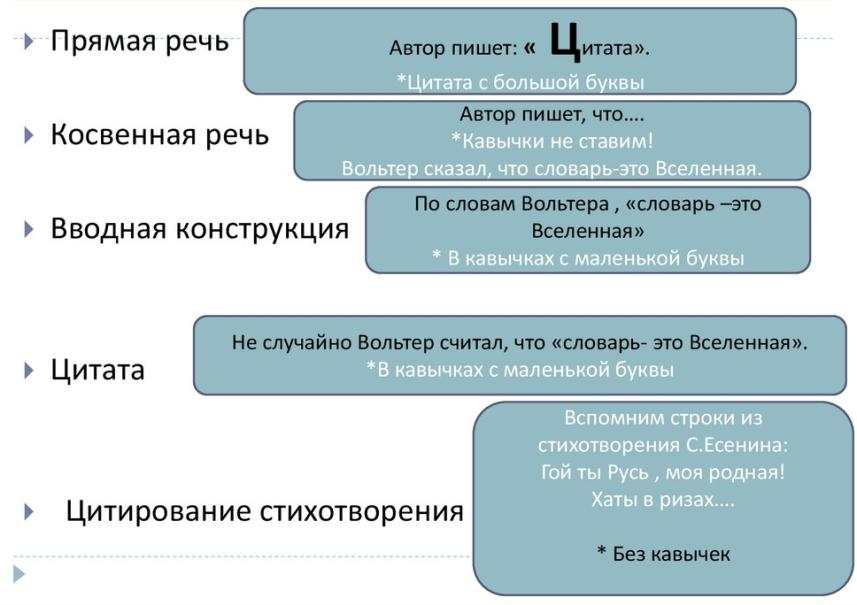 Прямая речь
Автор пишет: « Цитата».
*Цитата с большой буквы
Косвенная речь
Автор пишет, что....
*Кавычки не ставим!
Вольтер сказал, что словарь-это Вселенная.
Вводная конструкция
По словам Вольтера , «словарь –это
Вселенная»
* В кавычках с маленькой буквы
Цитата
Не случайно Вольтер считал, что «словарь- это Вселенная».
*В кавычках с маленькой буквы
Цитирование стихотворения
Вспомним строки из
стихотворения С.Есенина:
Гой ты Русь , моя родная!
Хаты в ризах....
* Без кавычек